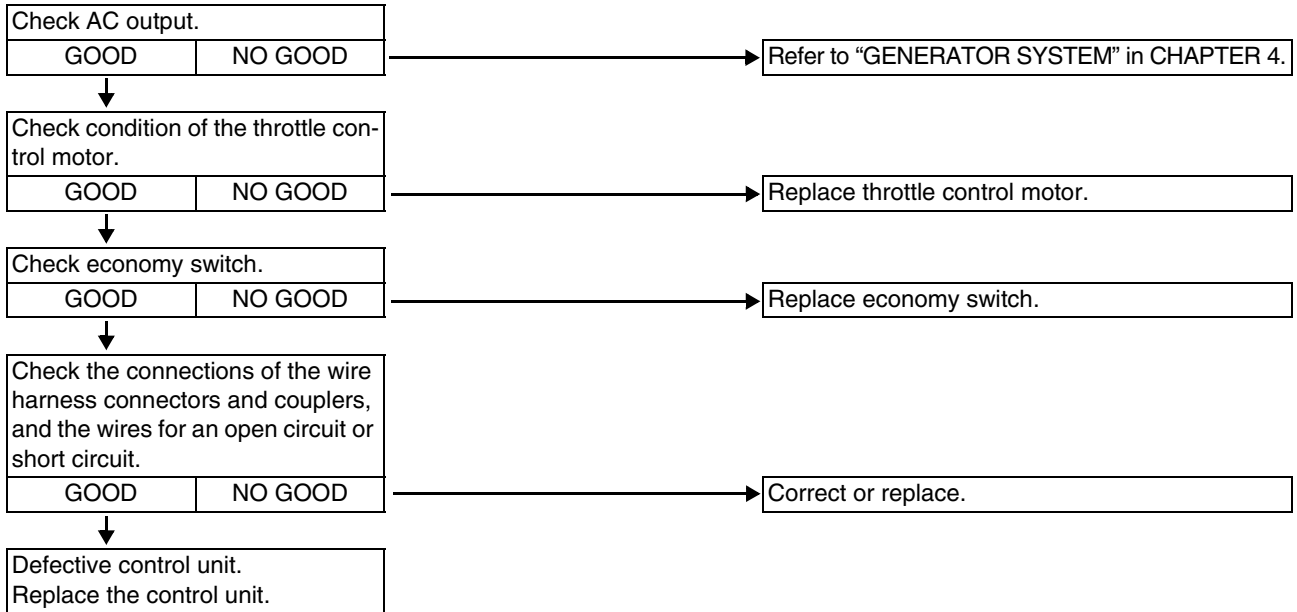 Check AC output.
GOOD NO GOOD
Refer to “GENERATOR SYSTEM” in CHAPTER 4.
Check condition of the throttle con-
trol motor.
GOOD NO GOOD
Replace throttle control motor.
Check economy switch.
GOOD NO GOOD
Replace economy switch.
Check the connections of the wire
harness connectors and couplers,
and the wires for an open circuit or
short circuit.
GOOD NO GOOD
Correct or replace.
Defective control unit.
Replace the control unit.